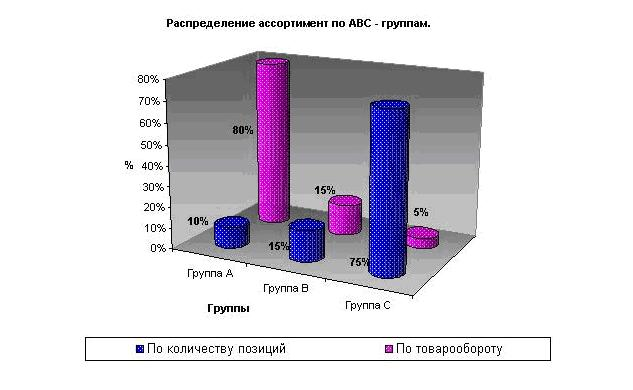 Распределение ассортимент по АВС - группам.
80%
70%
60%
50%
40%
30%
20%
10%
0%
%
80%
15%
5%
10%
15%
75%
Группа А
Группа В
Группа С
Группы
По количеству позиций
По товарообороту